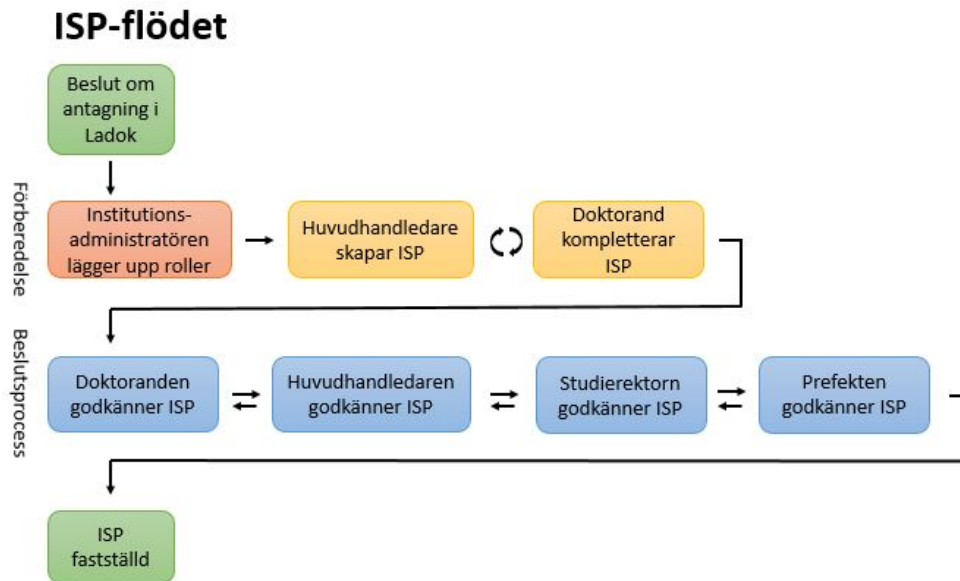 ISP-flödet
Beslut om
antagning i
Ladok
Förberedelse
Institutions-
administratören
lägger upp roller
Huvudhandledare
skapar ISP
Doktorand
kompletterar
ISP
Beslutsprocess
Doktoranden
godkänner ISP
Huvudhandledaren
godkänner ISP
Studierektorn
godkänner ISP
Prefekten
godkänner ISP
ISP
fastställd